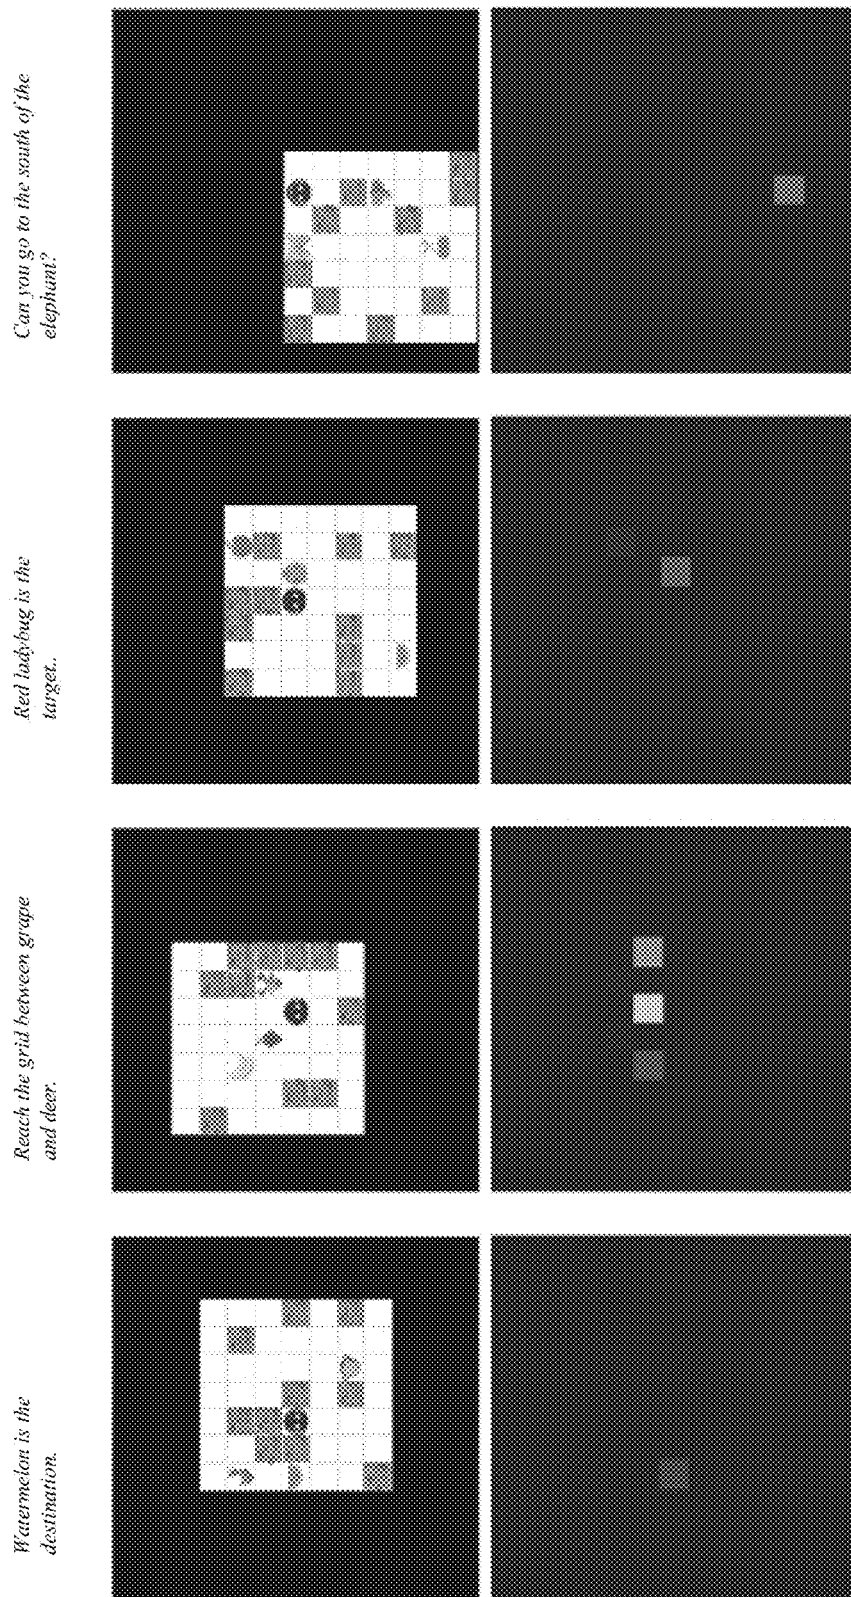 Watermelon is the
destination.
Reach the grid between grape
and deer.
Red ladybug is the
target..
Can you go to the south of the
elephant?